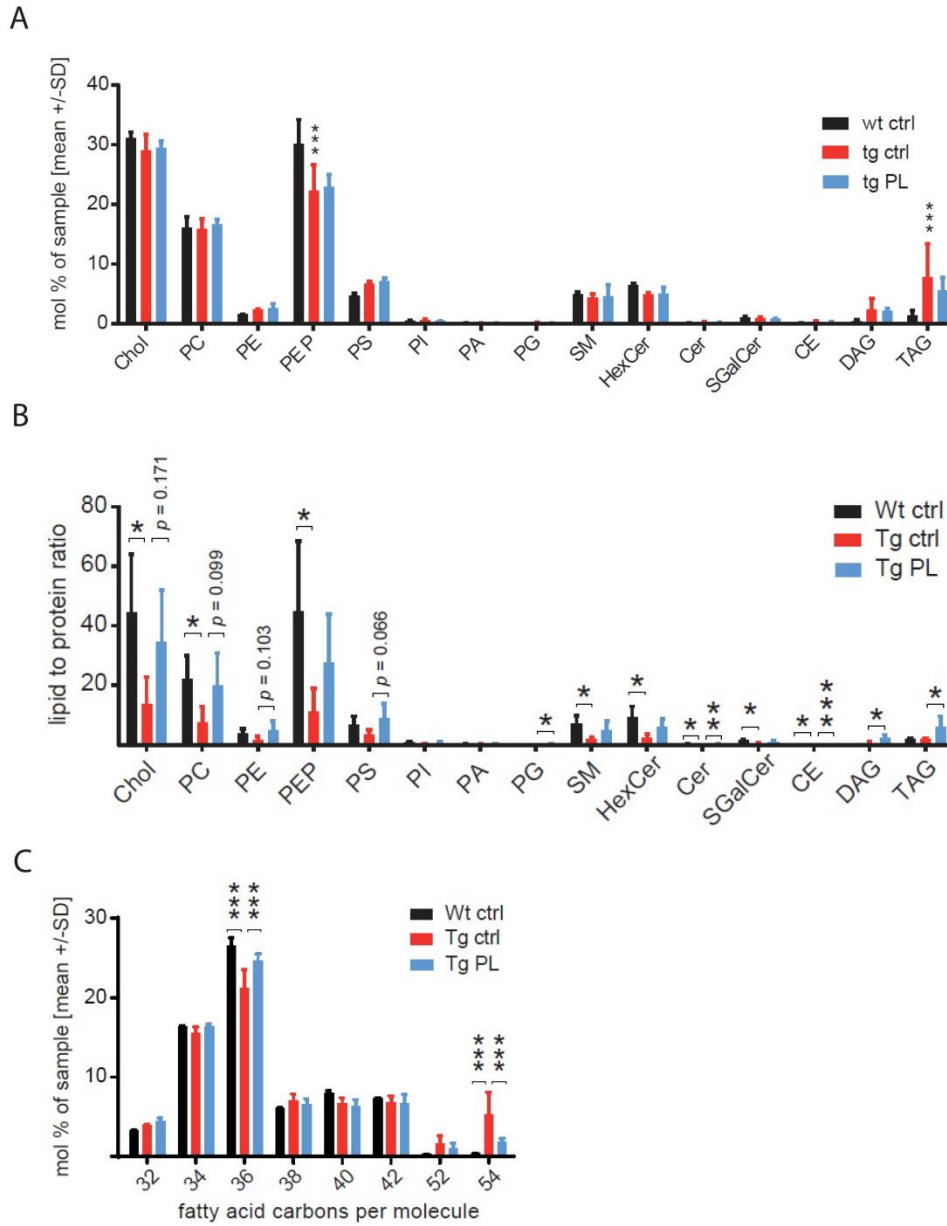 A
mol % of sample [mean +/-SD]
40
30
20
10
0
***
***
wt ctrl
tg ctrl
tg PL
Chol
PC
PE
PE P
PS
PI
PA
PG
SM
HexCer
Cer
SGalCer
CE
DAG
TAG
B
lipid to protein ratio
80
60
40
20
*
p = 0.171
*
p = 0.099
p = 0.103
*
p = 0.066
*
*
*
*
**
*
*
***
*
*
Wt ctrl
Tg ctrl
Tg PL
Chol
PC
PE
PEP
PS
PI
PA
PG
SM
HexCer
Cer
SGalCer
CE
DAG
TAG
C
mol % of sample [mean +/-SD]
30
20
10
***
***
***
***
Wt ctrl
Tg ctrl
Tg PL
32
34
36
38
40
42
52
54
fatty acid carbons per molecule